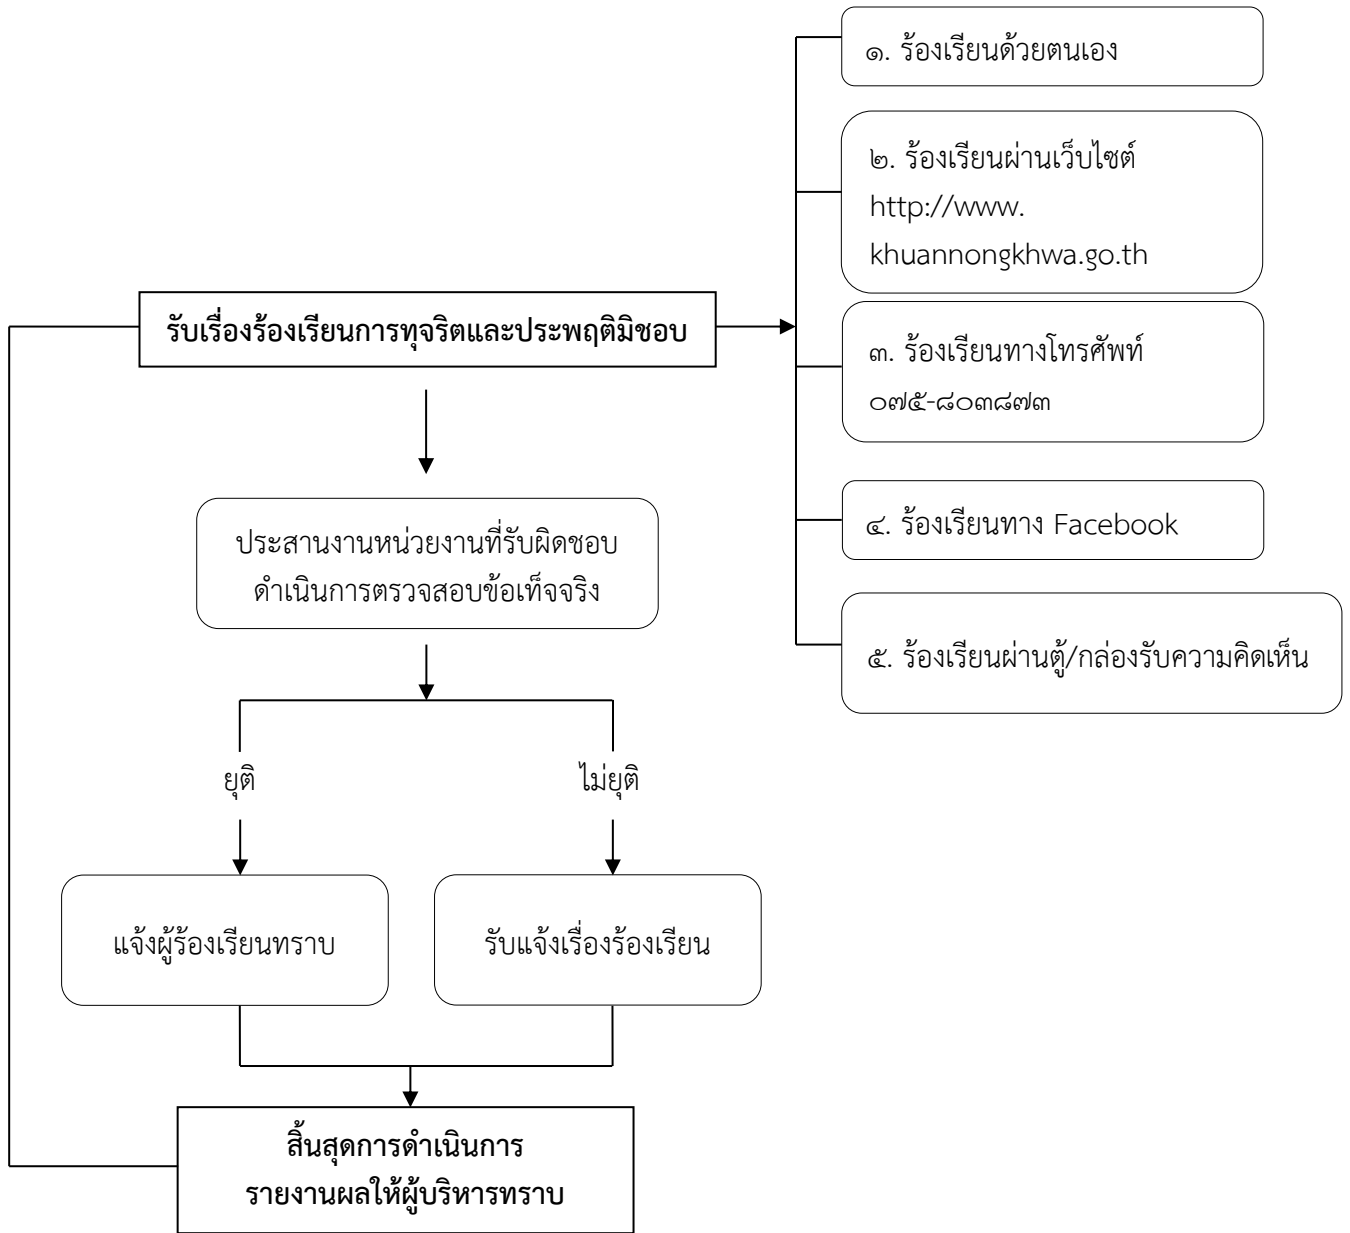 ๑. ร้องเรียนด้วยตนเอง
๒. ร้องเรียนผ่านเว็บไซต์
http://www.
khuannongkhwa.go.th
รับเรื่องร้องเรียนการทุจริตและประพฤติมิชอบ
๓. ร้องเรียนทางโทรศัพท์
๐๗๕-๘๐๓๘๗๓
๔. ร้องเรียนทาง Facebook
ประสานงานหน่วยงานที่รับผิดชอบ
ดำเนินการตรวจสอบข้อเท็จจริง
๕. ร้องเรียนผ่านตู้/กล่องรับความคิดเห็น
ยุติ
ไม่ยุติ
แจ้งผู้ร้องเรียนทราบ
รับแจ้งเรื่องร้องเรียน
สิ้นสุดการดำเนินการ
รายงานผลให้ผู้บริหารทราบ